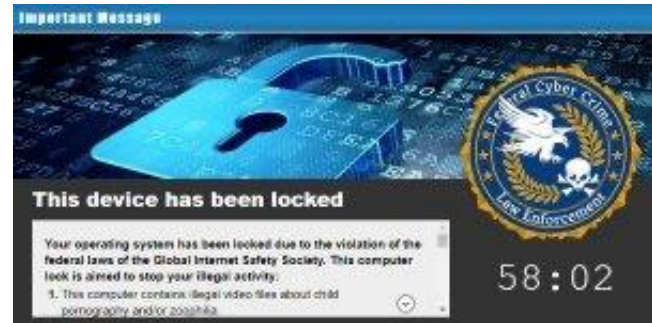 Important Message
Federal Cyber Crime
Law Enforcement
This device has been locked
Your operating system has been locked due to the violation of the
federal laws of the Global Internet Safety Society. This computer
lock is aimed to stop your illegal activity:
1. This computer contains illegal video files about child
pornography and/or zoophilia
58:02